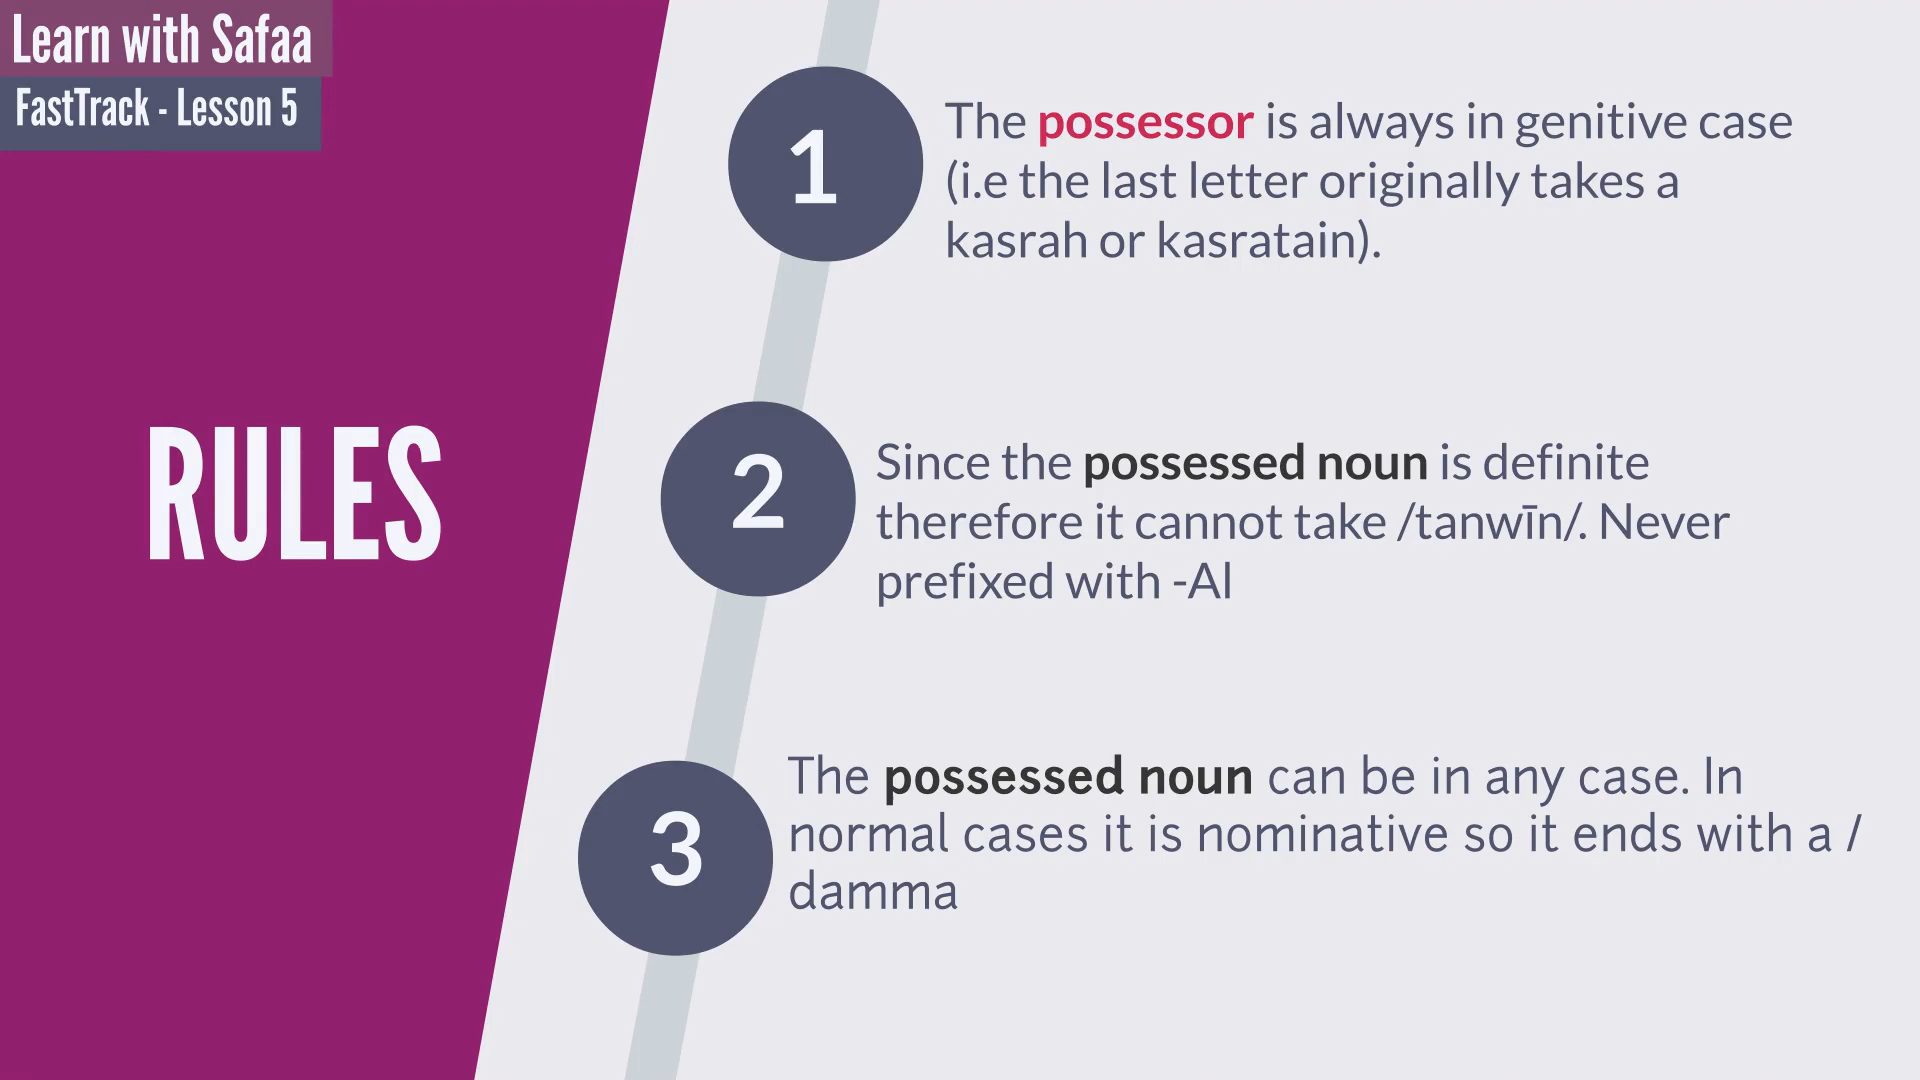 Learn with Safaa
FastTrack - Lesson 5
RULES
1
The possessor is always in genitive case
(i.e the last letter originally takes a
kasrah or kasratain).
2
Since the possessed noun is definite
therefore it cannot take /tanwīn/. Never
prefixed with -Al
3
The possessed noun can be in any case. In
normal cases it is nominative so it ends with a /
damma